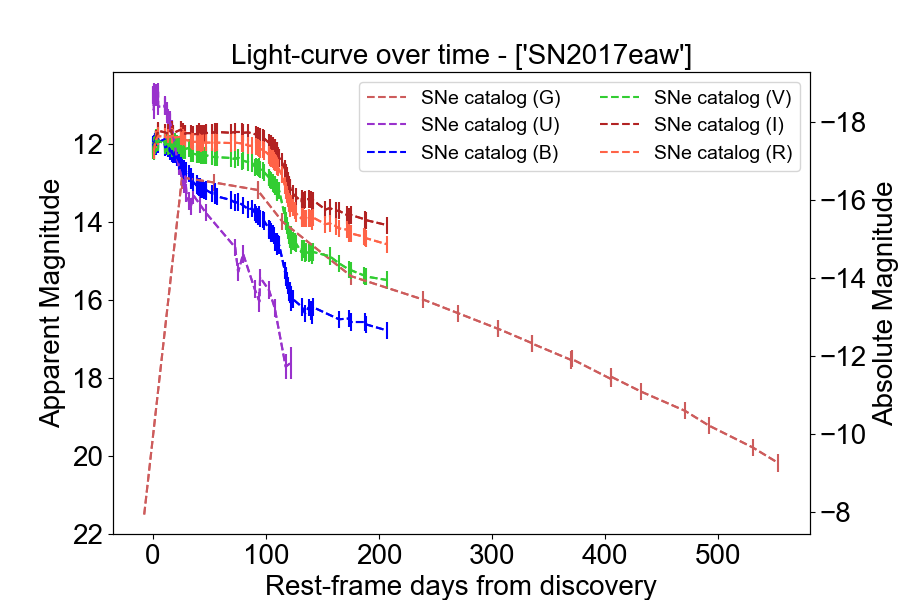 Light-curve over time - ['SN2017eaw']
SNe catalog (G)
SNe catalog (U)
SNe catalog (B)
SNe catalog (V)
SNe catalog (I)
SNe catalog (R)
Apparent Magnitude
12
14
16
18
20
22
Absolute Magnitude
−18
−16
−14
−12
−10
−8
0 100 200 300 400 500
Rest-frame days from discovery